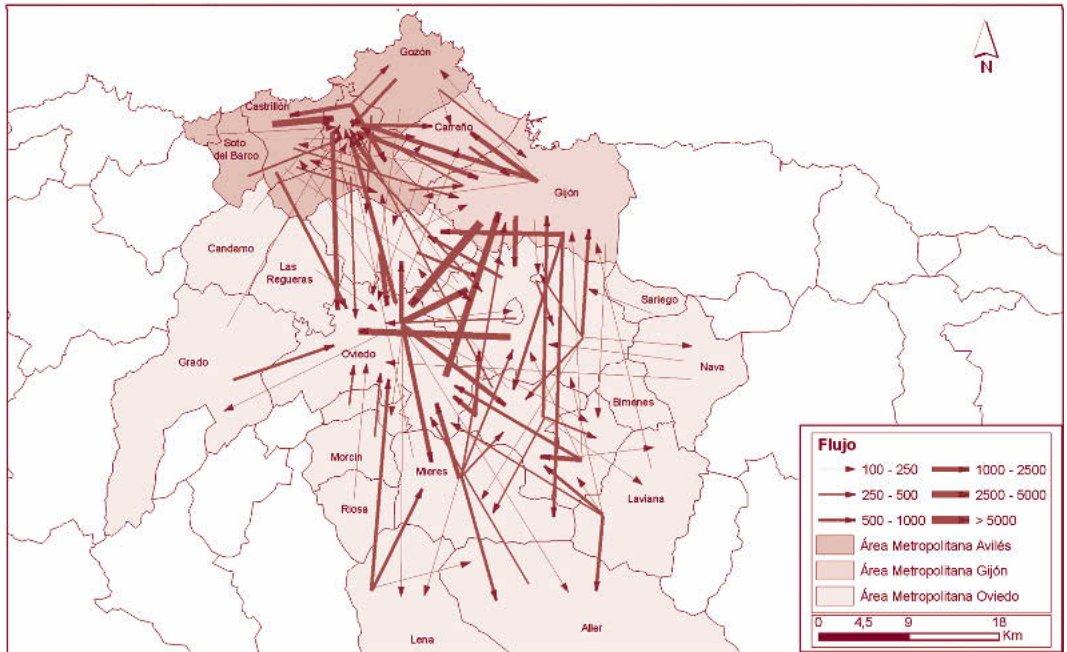 Gozón
N
Castrillón
Carreño
Soto
del Barco
Gijón
Candamo
Las
Regueras
Sariego
Grado
Oviedo
Nava
Bimenes
Morcín
Mieres
Riosa
Laviana
Lena
Aller
Flujo
100 - 250
1000 - 2500
250 - 500
2500 - 5000
500 - 1000
> 5000
Área Metropolitana Avilés
Área Metropolitana Gijón
Área Metropolitana Oviedo
0 4,5 9 18
Km